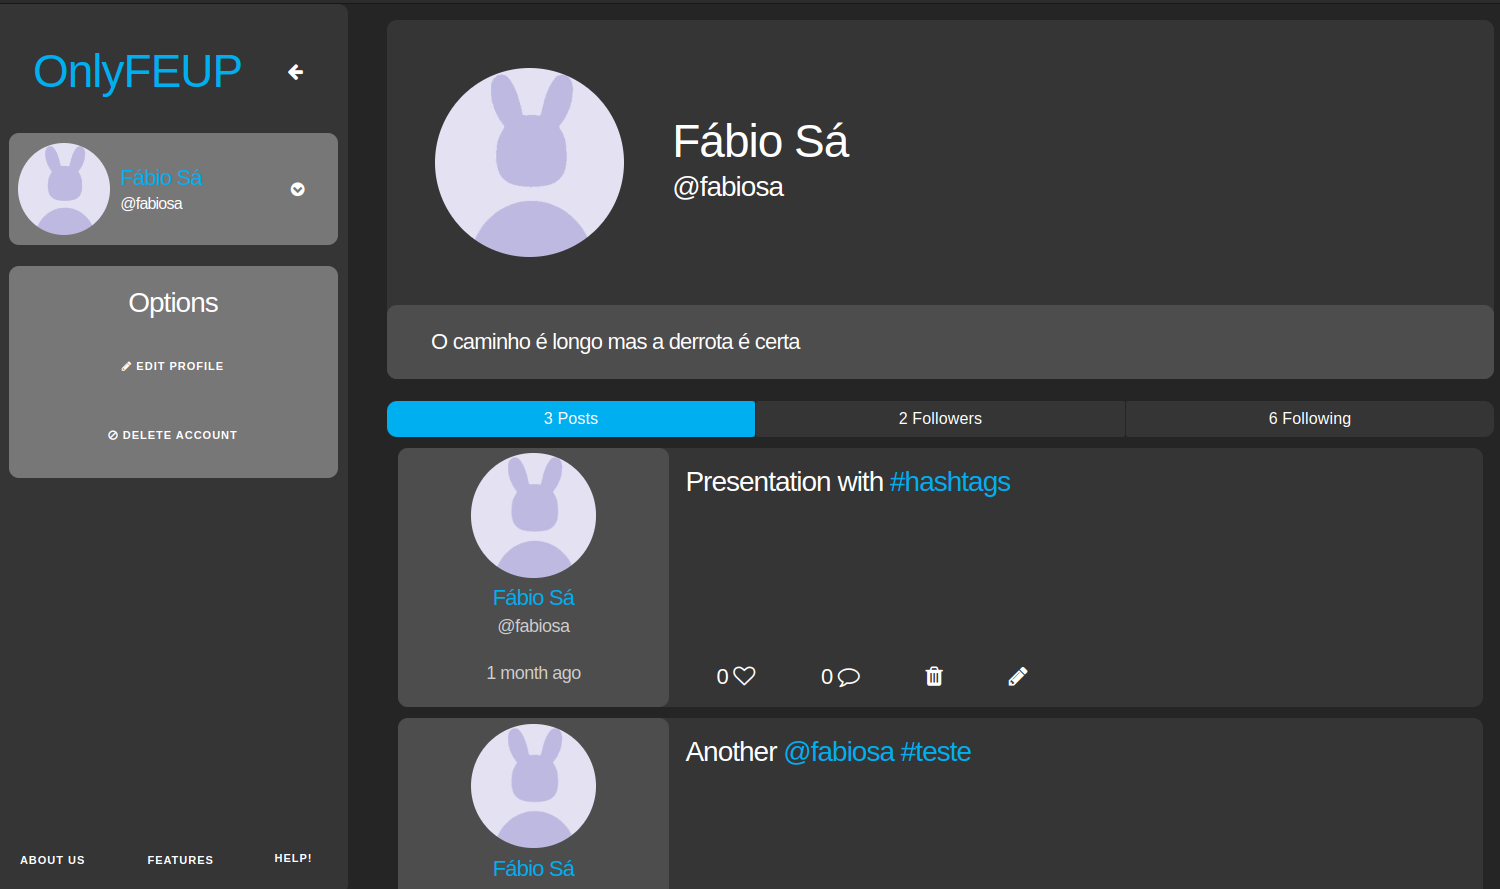 OnlyFEUP
Fábio Sá
@fabiosa
Options
EDIT PROFILE
DELETE ACCOUNT
ABOUT US
FEATURES
HELP!
Fábio Sá
@fabiosa
O caminho é longo mas a derrota é certa
3 Posts
2 Followers
6 Following
Fábio Sá
@fabiosa
1 month ago
Presentation with #hashtags
0
0
Fábio Sá
Another @fabiosa #teste